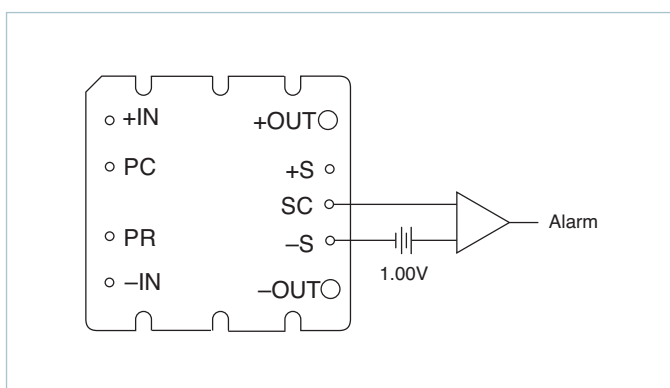 +IN
PC
PR
–IN
+OUT
+S
SC
–S
–OUT
1.00V
Alarm